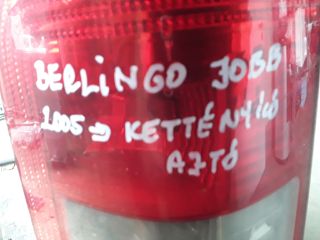 BERLINGO JOBB
2005 → KETTÉNYÍLÓ
AJTÓ